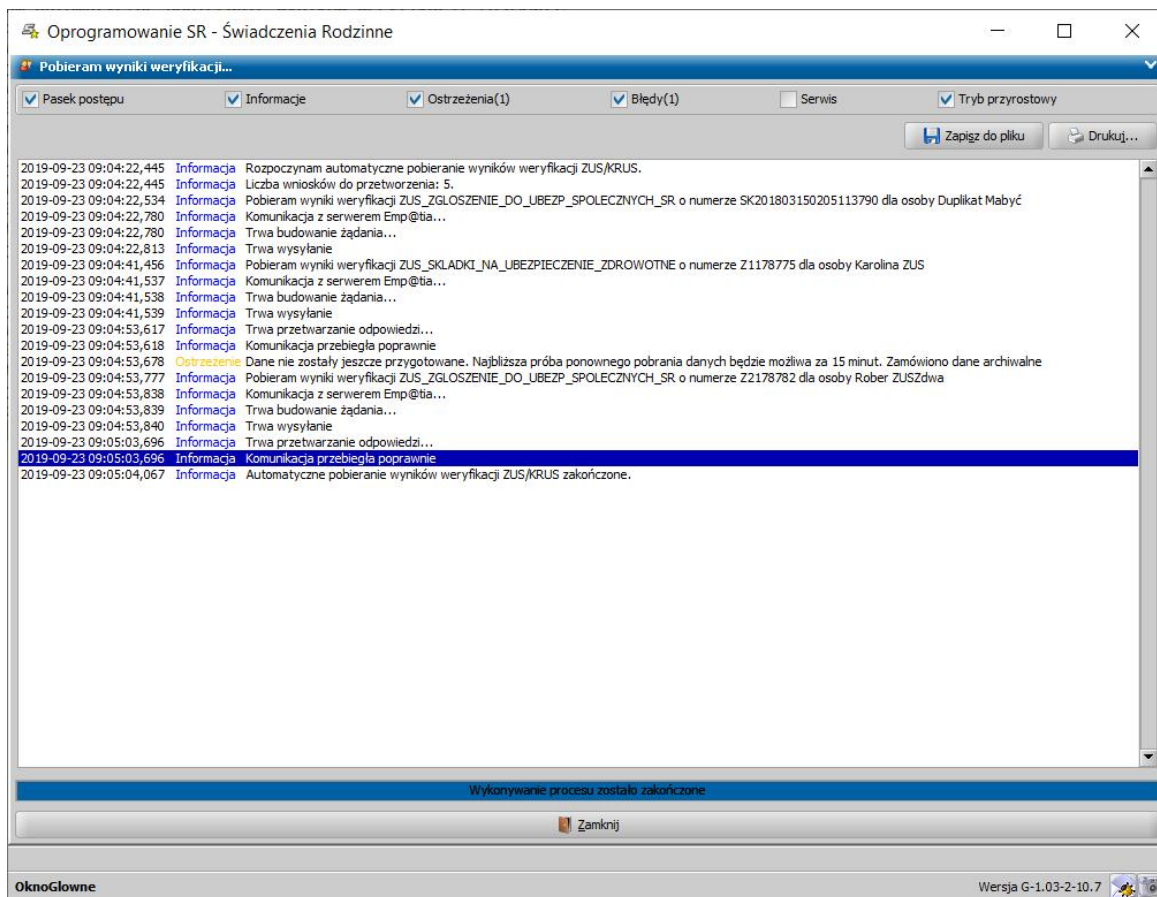 Oprogramowanie SR - Świadczenia Rodzinne
Pobieram wyniki weryfikacji...
Pasek postępu Informacje Ostrzeżenia(1) Błędy(1) Serwis Tryb przyrostowy
Zapisz do pliku Drukuj...
2019-09-23 09:04:22,445 Informacja Rozpoczynam automatyczne pobieranie wyników weryfikacji ZUS/KRUS.
2019-09-23 09:04:22,445 Informacja Liczba wniosków do przetworzenia: 5.
2019-09-23 09:04:22,534 Informacja Pobieram wyniki weryfikacji ZUS_ZGLOSZENIE_DO_UBEZP_SPOLECZNYCH_SR o numerze SK201803150205113790 dla osoby Duplikat Mabyć
2019-09-23 09:04:22,780 Informacja Komunikacja z serwerem Emp@tia...
2019-09-23 09:04:22,780 Informacja Trwa budowanie żądania...
2019-09-23 09:04:22,813 Informacja Trwa wysyłanie
2019-09-23 09:04:41,456 Informacja Pobieram wyniki weryfikacji ZUS_SKLADKI_NA_UBEZPIECZENIE_ZDROWOTNE o numerze Z1178775 dla osoby Karolina ZUS
2019-09-23 09:04:41,537 Informacja Komunikacja z serwerem Emp@tia...
2019-09-23 09:04:41,538 Informacja Trwa budowanie żądania...
2019-09-23 09:04:41,539 Informacja Trwa wysyłanie
2019-09-23 09:04:53,617 Informacja Trwa przetwarzanie odpowiedzi...
2019-09-23 09:04:53,618 Informacja Komunikacja przebiegła poprawnie
2019-09-23 09:04:53,678 Ostrzeżenie Dane nie zostały jeszcze przygotowane. Najbliższa próba ponownego pobrania danych będzie możliwa za 15 minut. Zamówiono dane archiwalne
2019-09-23 09:04:53,777 Informacja Pobieram wyniki weryfikacji ZUS_ZGLOSZENIE_DO_UBEZP_SPOLECZNYCH_SR o numerze Z2178782 dla osoby Rober ZUSZdwa
2019-09-23 09:04:53,838 Informacja Komunikacja z serwerem Emp@tia...
2019-09-23 09:04:53,839 Informacja Trwa budowanie żądania...
2019-09-23 09:04:53,840 Informacja Trwa wysyłanie
2019-09-23 09:05:03,696 Informacja Trwa przetwarzanie odpowiedzi...
2019-09-23 09:05:03,696 Informacja Komunikacja przebiegła poprawnie
2019-09-23 09:05:04,067 Informacja Automatyczne pobieranie wyników weryfikacji ZUS/KRUS zakończone.
Wykonywanie procesu zostało zakończone
Zamknij
OknoGlowne Wersja G-1.03-2-10.7